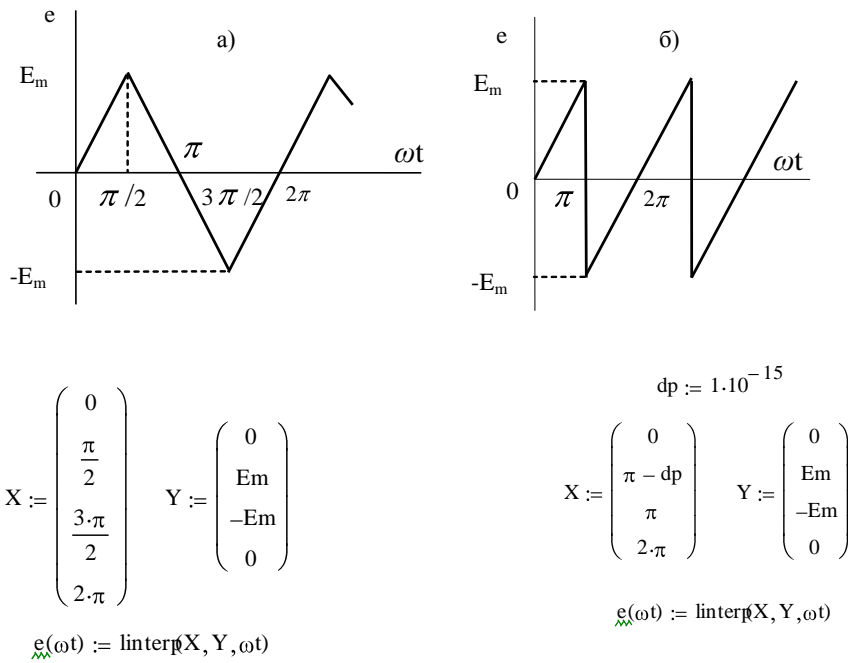 e
а)
E_m
π
ωt
0
π/2
3π/2
2π
-E_m
e
б)
E_m
ωt
0
π
2π
-E_m
X := ( 0 π/2 3·π/2 2·π )
Y := ( 0 Em –Em 0 )
e(ωt) := linterp(X, Y, ωt)
dp := 1·10^–15
X := ( 0 π – dp π 2·π )
Y := ( 0 Em –Em 0 )
e(ωt) := linterp(X, Y, ωt)